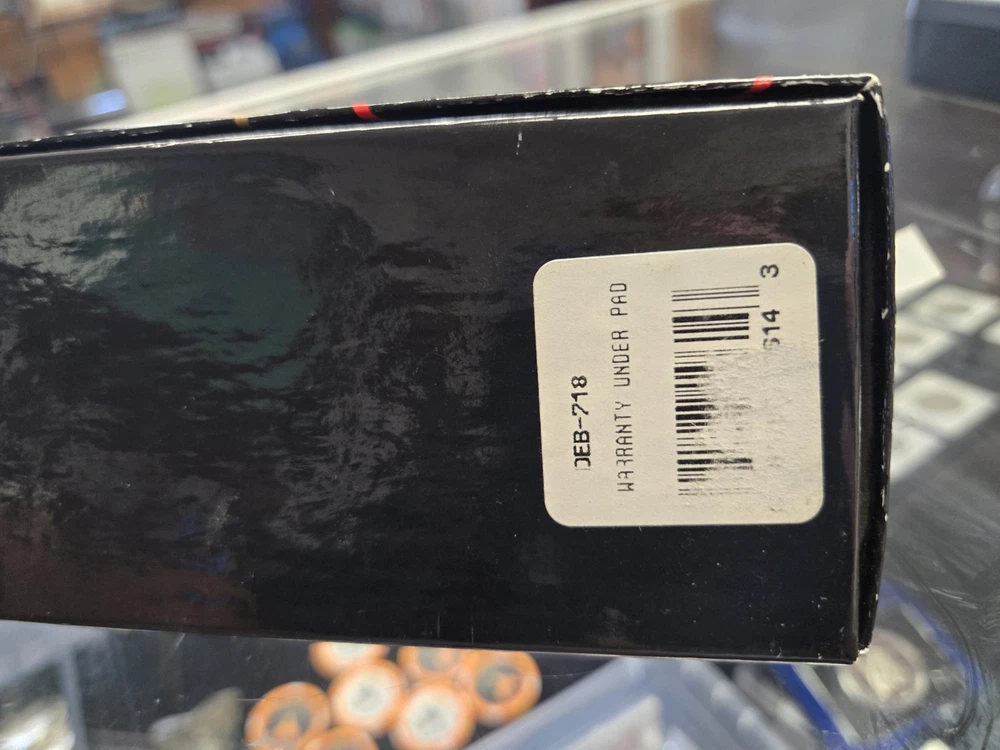 DEB-718
WARRANTY UNDER PAD
614 3